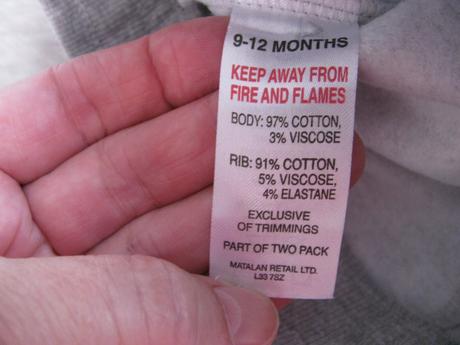 9-12 MONTHS
KEEP AWAY FROM
FIRE AND FLAMES
BODY: 97% COTTON,
3% VISCOSE
RIB: 91% COTTON,
5% VISCOSE,
4% ELASTANE
EXCLUSIVE
OF TRIMMINGS
PART OF TWO PACK
MATALAN RETAIL LTD.
L33 7SZ